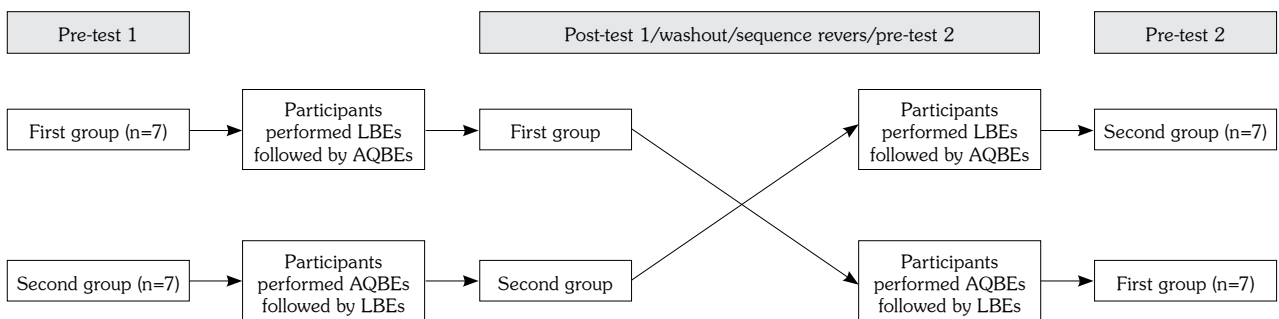 Pre-test 1
Post-test 1/washout/sequence revers/pre-test 2
Pre-test 2
First group (n=7)
Participants
performed LBEs
followed by AQBEs
First group
Participants
performed LBEs
followed by AQBEs
Second group (n=7)
Second group (n=7)
Participants
performed AQBEs
followed by LBEs
Second group
Participants
performed AQBEs
followed by LBEs
First group (n=7)